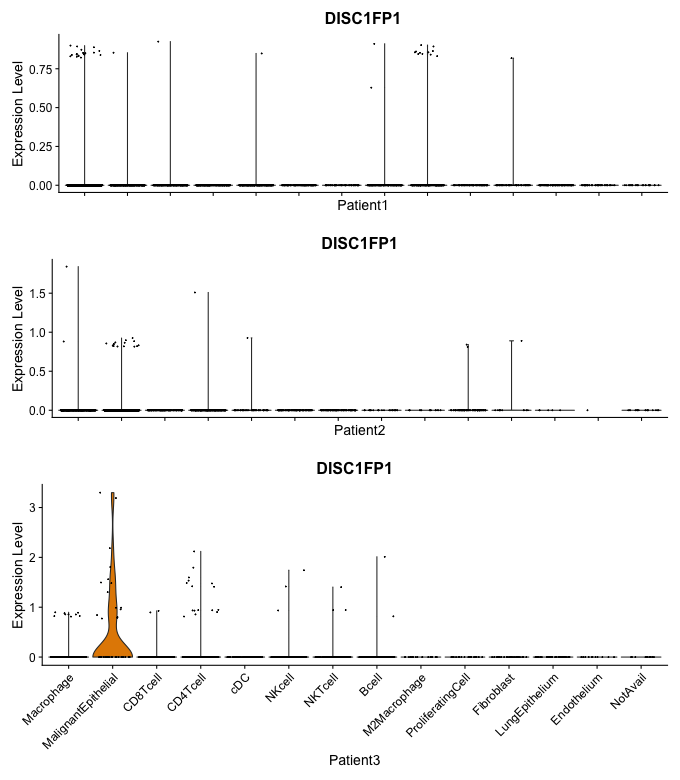 DISC1FP1
Expression Level
0.75
0.50
0.25
0.00
Patient1
DISC1FP1
Expression Level
1.5
1.0
0.5
0.0
Patient2
DISC1FP1
Expression Level
3
2
1
0
Macrophage
MalignantEpithelial
CD8Tcell
CD4Tcell
cDC
NKcell
NKTcell
Bcell
M2Macrophage
ProliferatingCell
Fibroblast
LungEpithelium
Endothelium
NotAvail
Patient3